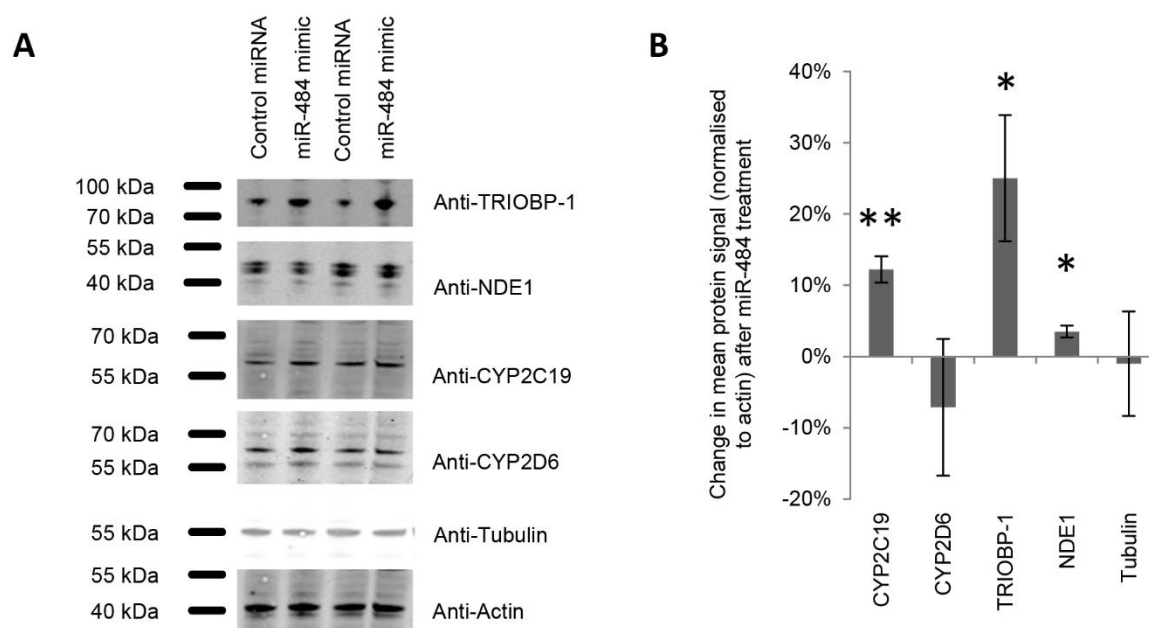 A
Control miRNA
miR-484 mimic
Control miRNA
miR-484 mimic
100 kDa
70 kDa
Anti-TRIOBP-1
55 kDa
40 kDa
Anti-NDE1
70 kDa
55 kDa
Anti-CYP2C19
70 kDa
55 kDa
Anti-CYP2D6
55 kDa
Anti-Tubulin
55 kDa
40 kDa
Anti-Actin
B
Change in mean protein signal (normalised
to actin) after miR-484 treatment
40%
30%
20%
10%
0%
-10%
-20%
**
*
*
CYP2C19
CYP2D6
TRIOBP-1
NDE1
Tubulin